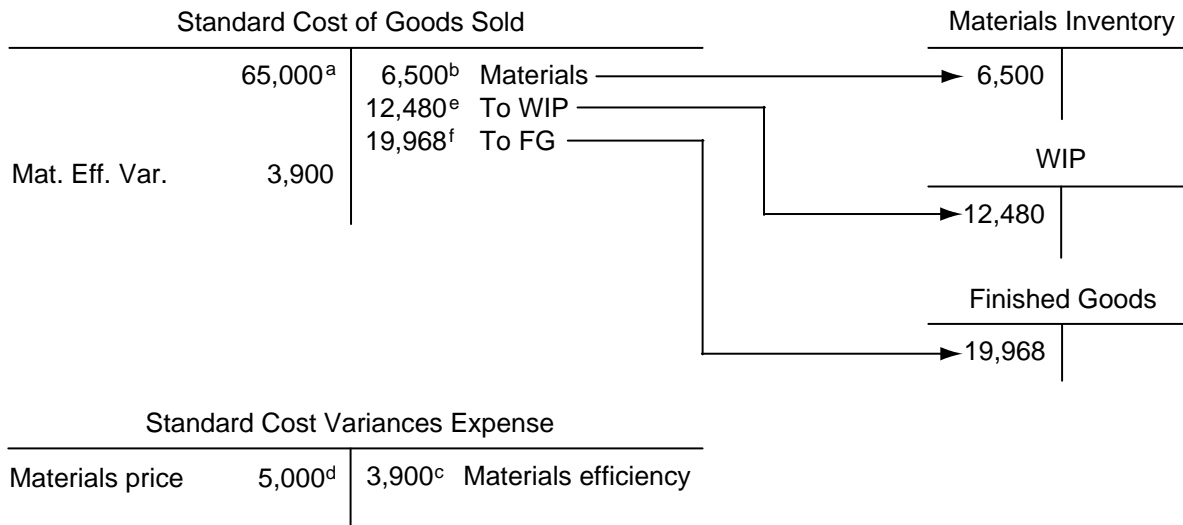 Standard Cost of Goods Sold
65,000a 6,500b Materials
12,480e To WIP
19,968f To FG
Mat. Eff. Var. 3,900
Materials Inventory
6,500
WIP
12,480
Finished Goods
19,968
Standard Cost Variances Expense
Materials price 5,000d 3,900c Materials efficiency